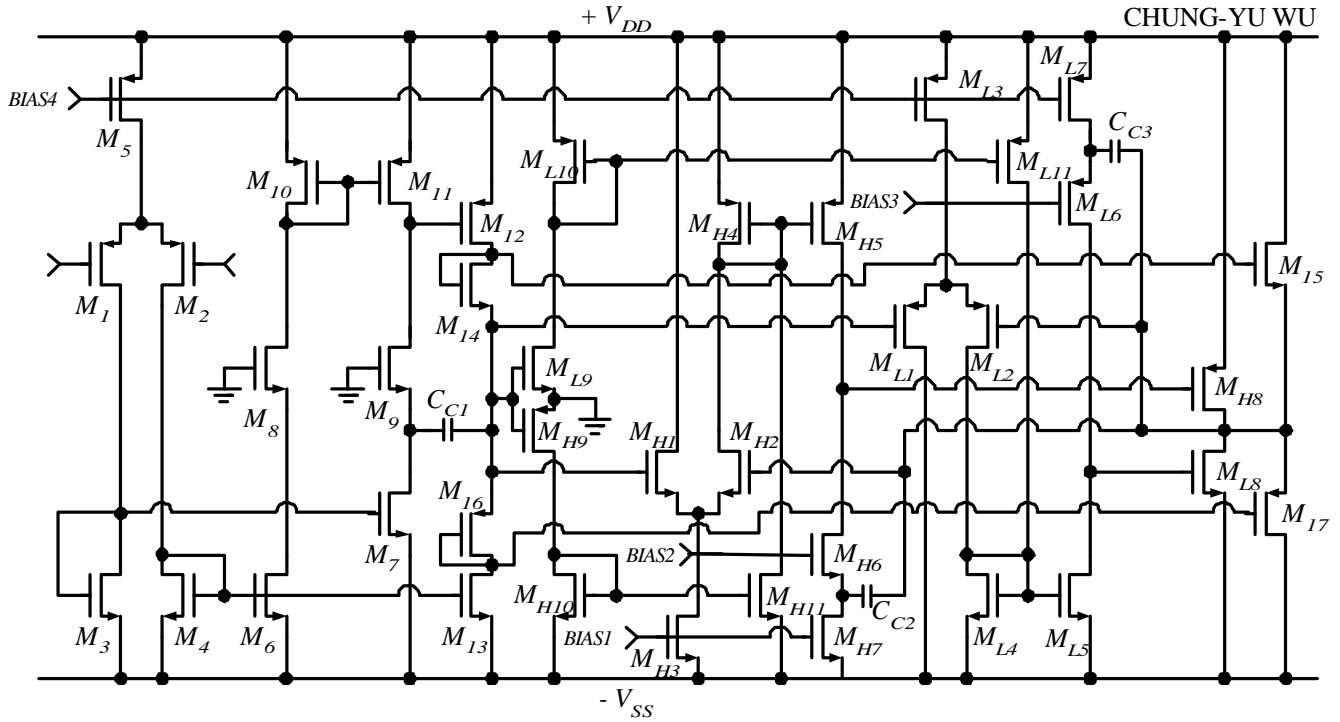 + V_DD
CHUNG-YU WU
M_L7
BIAS4
M_L3
C_C3
M_5
M_L10
M_10
M_11
M_L11
BIAS3
M_L6
M_12
M_H4
M_H5
M_15
M_1
M_2
M_14
M_L1
M_L2
M_L9
M_H8
M_8
M_9
C_C1
M_H9
M_H1
M_H2
M_L8
M_16
M_17
M_7
BIAS2
M_H6
M_H10
M_H11
C_C2
M_3
M_4
M_6
M_13
BIAS1
M_H3
M_H7
M_L4
M_L5
- V_SS